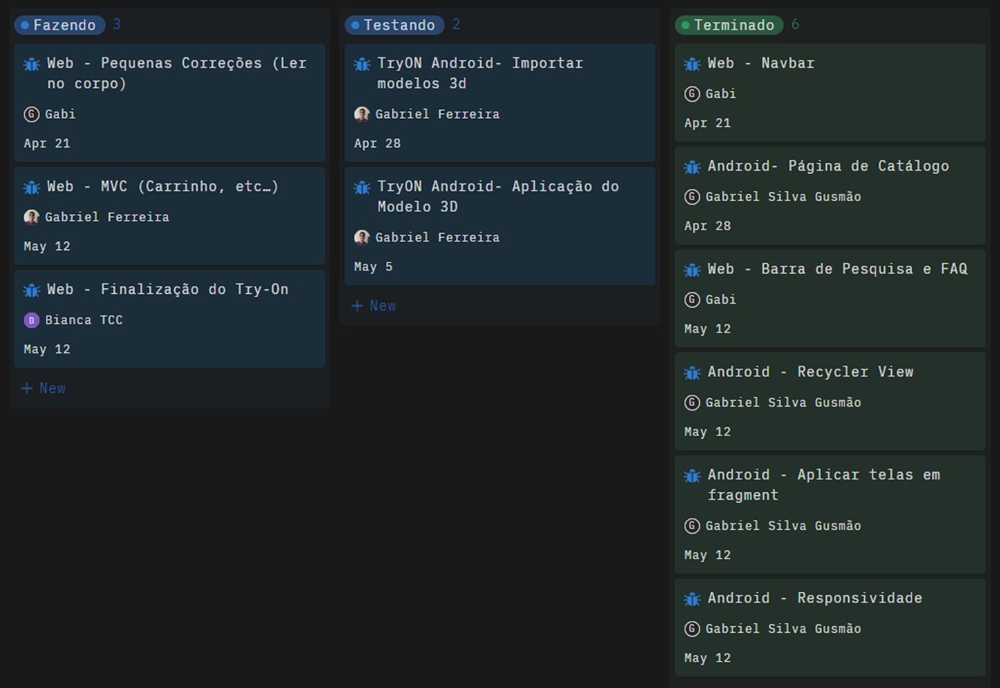 Fazendo 3
Web - Pequenas Correções (Ler
no corpo)
G Gabi
Apr 21
Web - MVC (Carrinho, etc…)
Gabriel Ferreira
May 12
Web - Finalização do Try-On
B Bianca TCC
May 12
+ New
Testando 2
TryON Android- Importar
modelos 3d
Gabriel Ferreira
Apr 28
TryON Android- Aplicação do
Modelo 3D
Gabriel Ferreira
May 5
+ New
Terminado 6
Web - Navbar
G Gabi
Apr 21
Android- Página de Catálogo
G Gabriel Silva Gusmão
Apr 28
Web - Barra de Pesquisa e FAQ
G Gabi
May 12
Android - Recycler View
G Gabriel Silva Gusmão
May 12
Android - Aplicar telas em
fragment
G Gabriel Silva Gusmão
May 12
Android - Responsividade
G Gabriel Silva Gusmão
May 12